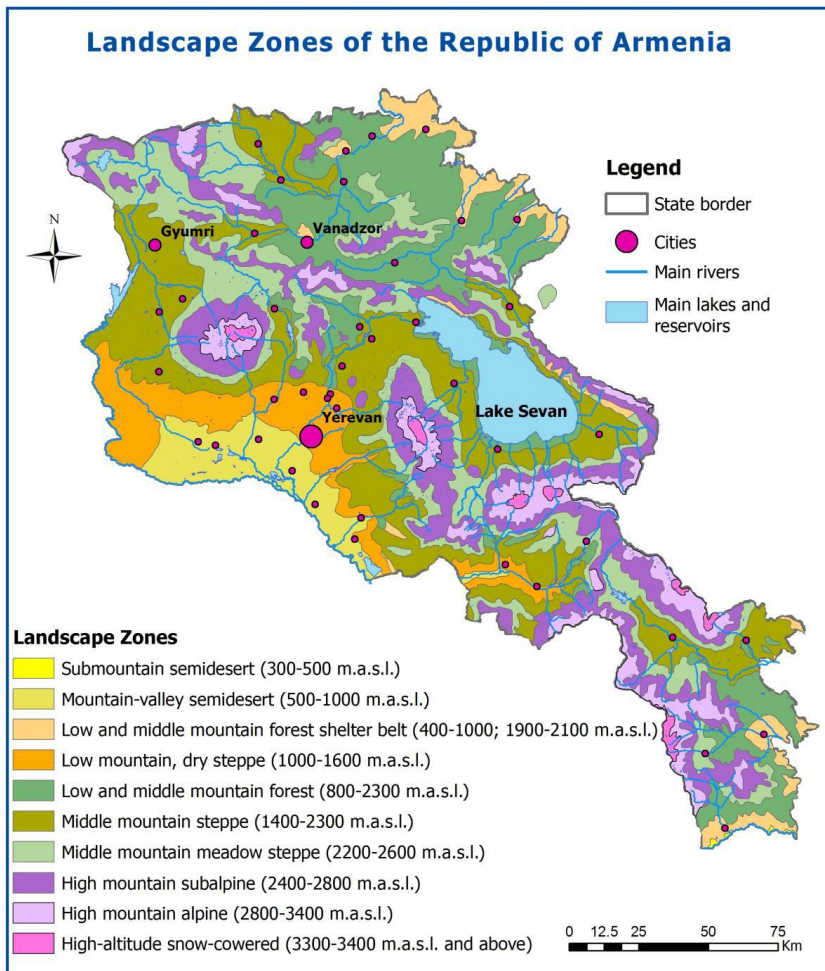 Landscape Zones of the Republic of Armenia
Legend
State border
Cities
Main rivers
Main lakes and
reservoirs
N
Gyumri
Vanadzor
Lake Sevan
Yerevan
Landscape Zones
Submountain semidesert (300-500 m.a.s.l.)
Mountain-valley semidesert (500-1000 m.a.s.l.)
Low and middle mountain forest shelter belt (400-1000; 1900-2100 m.a.s.l.)
Low mountain, dry steppe (1000-1600 m.a.s.l.)
Low and middle mountain forest (800-2300 m.a.s.l.)
Middle mountain steppe (1400-2300 m.a.s.l.)
Middle mountain meadow steppe (2200-2600 m.a.s.l.)
High mountain subalpine (2400-2800 m.a.s.l.)
High mountain alpine (2800-3400 m.a.s.l.)
High-altitude snow-cowered (3300-3400 m.a.s.l. and above)
0 12.5 25 50 75
Km